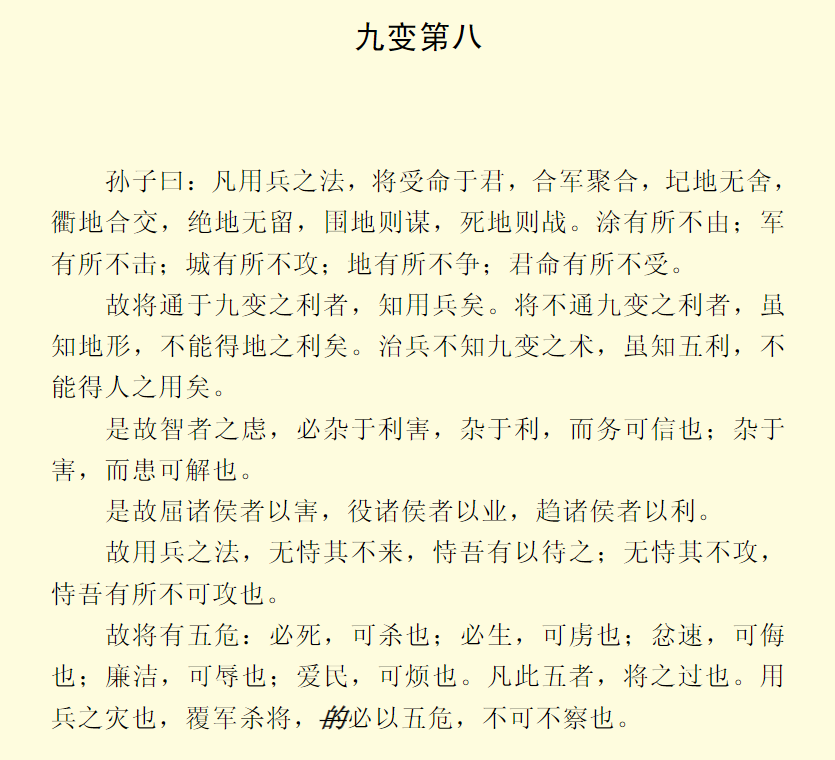 九变第八
孙子曰：凡用兵之法，将受命于君，合军聚合，圮地无舍，
衢地合交，绝地无留，围地则谋，死地则战。涂有所不由；军
有所不击；城有所不攻；地有所不争；君命有所不受。
故将通于九变之利者，知用兵矣。将不通九变之利者，虽
知地形，不能得地之利矣。治兵不知九变之术，虽知五利，不
能得人之用矣。
是故智者之虑，必杂于利害，杂于利，而务可信也；杂于
害，而患可解也。
是故屈诸侯者以害，役诸侯者以业，趋诸侯者以利。
故用兵之法，无恃其不来，恃吾有以待之；无恃其不攻，
恃吾有所不可攻也。
故将有五危：必死，可杀也；必生，可虏也；忿速，可侮
也；廉洁，可辱也；爱民，可烦也。凡此五者，将之过也。用
兵之灾也，覆军杀将，的必以五危，不可不察也。